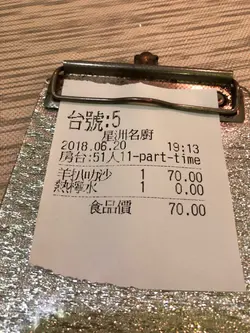 台號:5
星洲名廚
2018.06.20 19:13
房台:51人11-part-time
羊扒叻沙 1 70.00
熱檸水 1 0.00
食品價 70.00